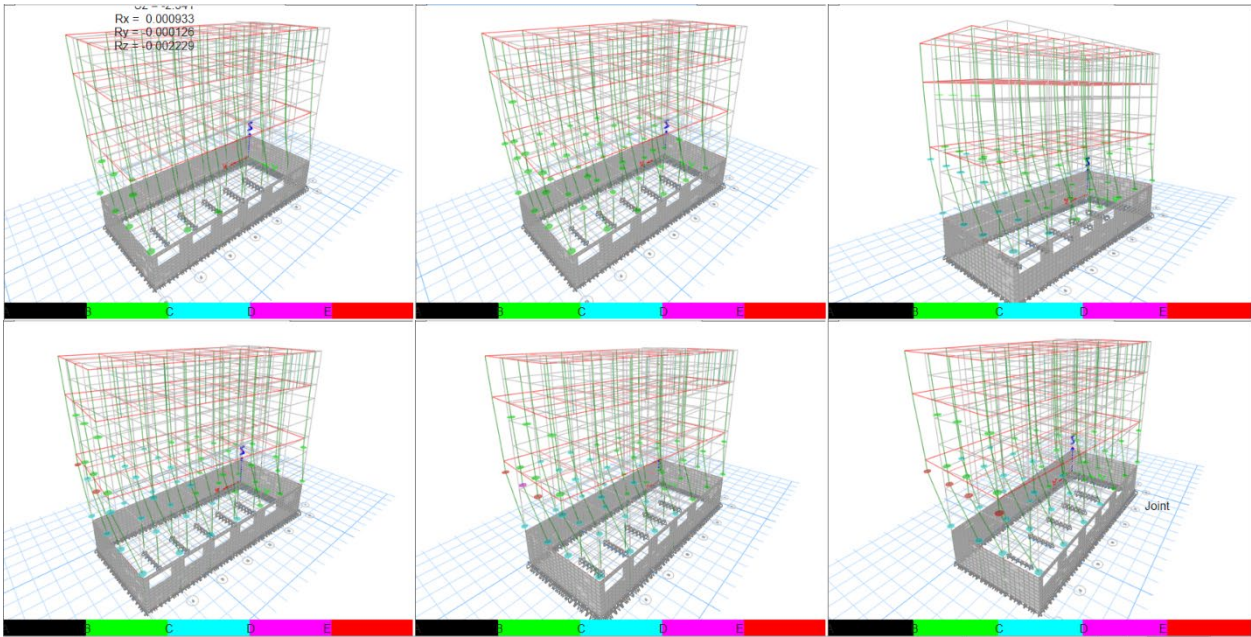 Rx = 0.000933
Ry = -0.000126
Rz = -0.002229
B C D E
B C D E
B C D E
Joint
B C D E
B C D E
B C D E